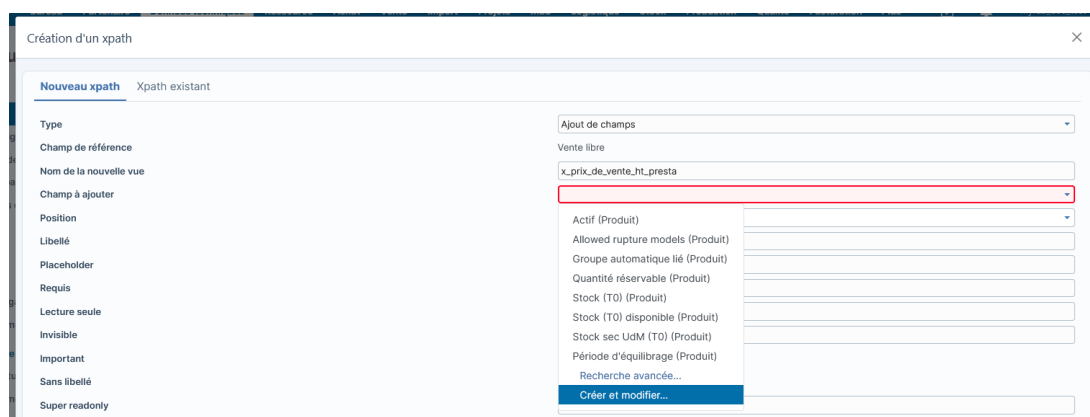 Création d'un xpath
Nouveau xpath Xpath existant
Type Ajout de champs
Champ de référence Vente libre
Nom de la nouvelle vue x_prix_de_vente_ht_presta
Champ à ajouter
Position
Libellé
Placeholder
Requis
Lecture seule
Invisible
Important
Sans libellé
Super readonly
Actif (Produit)
Allowed rupture models (Produit)
Groupe automatique lié (Produit)
Quantité réservable (Produit)
Stock (T0) (Produit)
Stock (T0) disponible (Produit)
Stock sec UdM (T0) (Produit)
Période d'équilibrage (Produit)
Recherche avancée...
Créer et modifier...